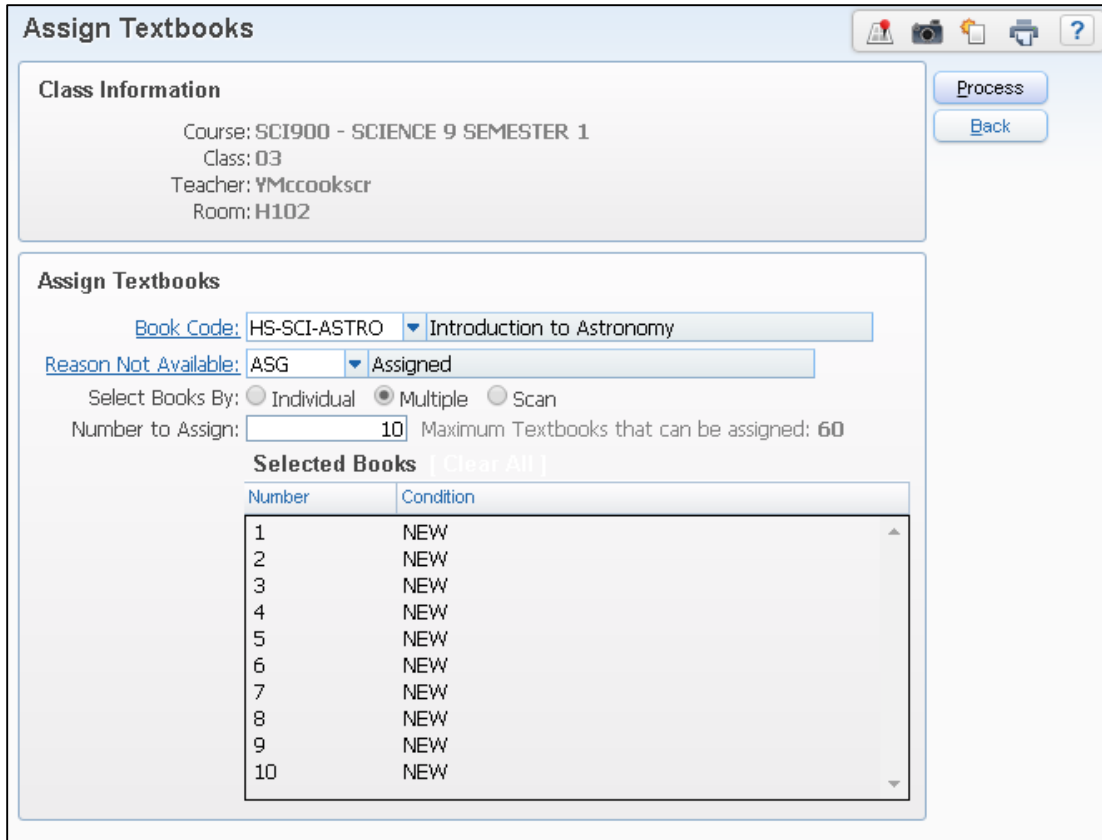 Assign Textbooks
?
Class Information
Process
Course: SCI900 - SCIENCE 9 SEMESTER 1
Back
Class: 03
Teacher: YMccookscr
Room: H102
Assign Textbooks
Book Code: HS-SCI-ASTRO Introduction to Astronomy
Reason Not Available: ASG Assigned
Select Books By: Individual Multiple Scan
Number to Assign: 10 Maximum Textbooks that can be assigned: 60
Selected Books [ Clear All ]
Number Condition
1 NEW
2 NEW
3 NEW
4 NEW
5 NEW
6 NEW
7 NEW
8 NEW
9 NEW
10 NEW